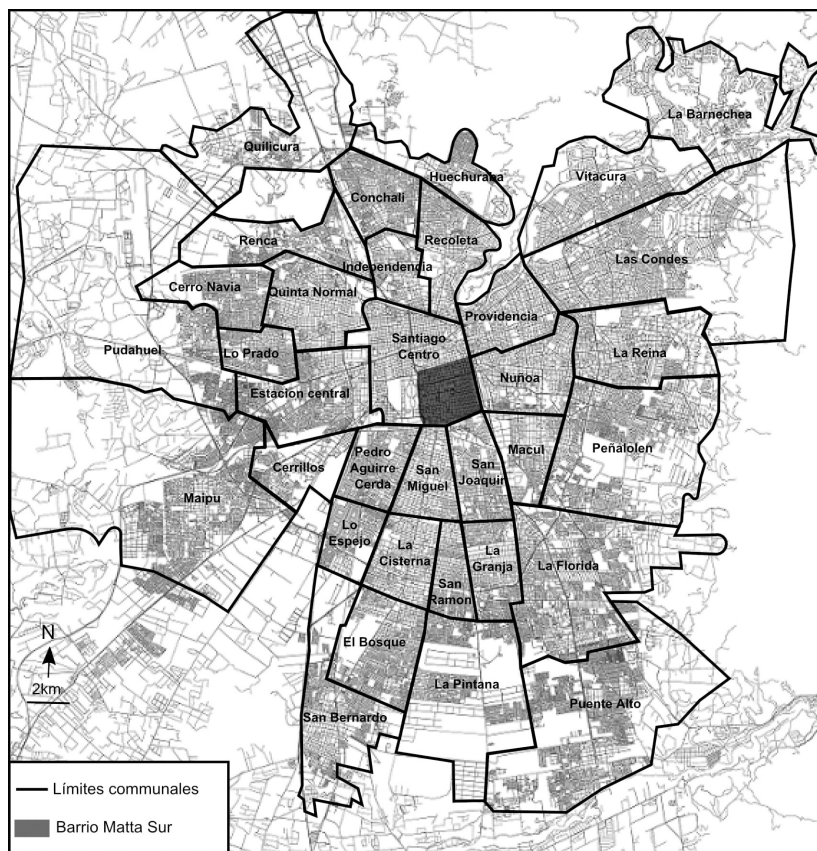 La Barnechea
Quilicura
Huechuraba
Vitacura
Conchali
Renca
Recoleta
Las Condes
Independencia
Cerro Navia
Quinta Normal
Providencia
Santiago
Centro
Pudahuel
Lo Prado
La Reina
Nuñoa
Estacion central
Pedro
Aguirre
Cerda
San
Miguel
San
Joaquin
Macul
Peñalolen
Cerrillos
Maipu
Lo
Espejo
La
Cisterna
La
Granja
La Florida
San
Ramon
N
2km
El Bosque
La Pintana
San Bernardo
Puente Alto
Límites communales
Barrio Matta Sur